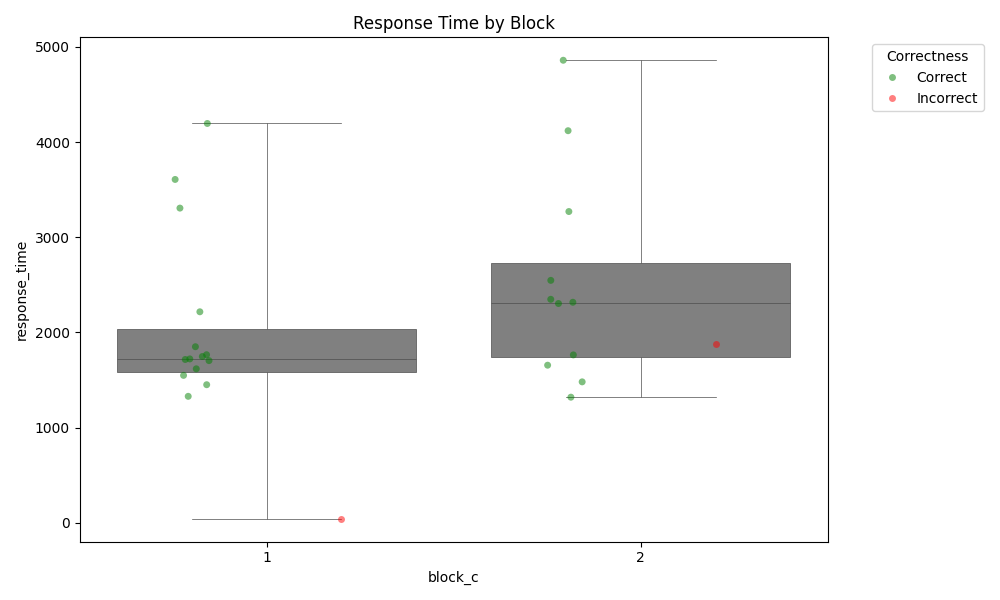 Response Time by Block
5000
4000
3000
2000
1000
0
response_time
1
2
block_c
Correctness
Correct
Incorrect